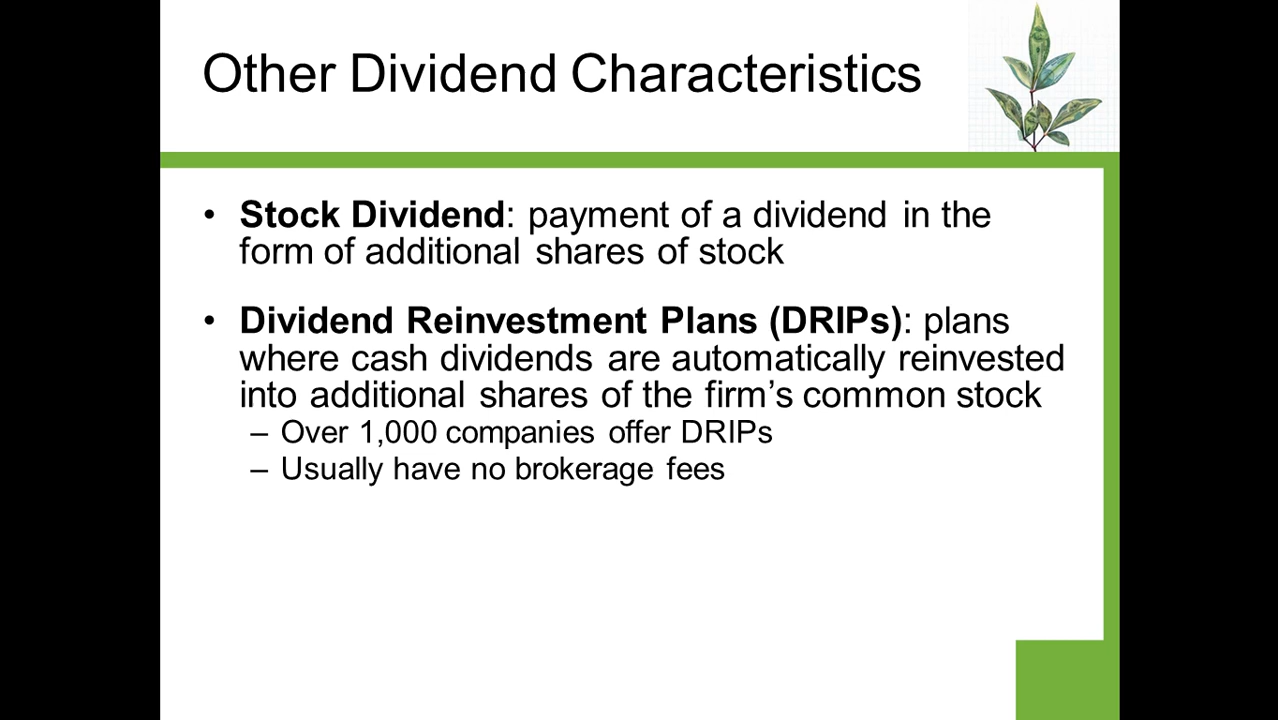 Other Dividend Characteristics
• Stock Dividend: payment of a dividend in the
form of additional shares of stock
• Dividend Reinvestment Plans (DRIPs): plans
where cash dividends are automatically reinvested
into additional shares of the firm’s common stock
– Over 1,000 companies offer DRIPs
– Usually have no brokerage fees